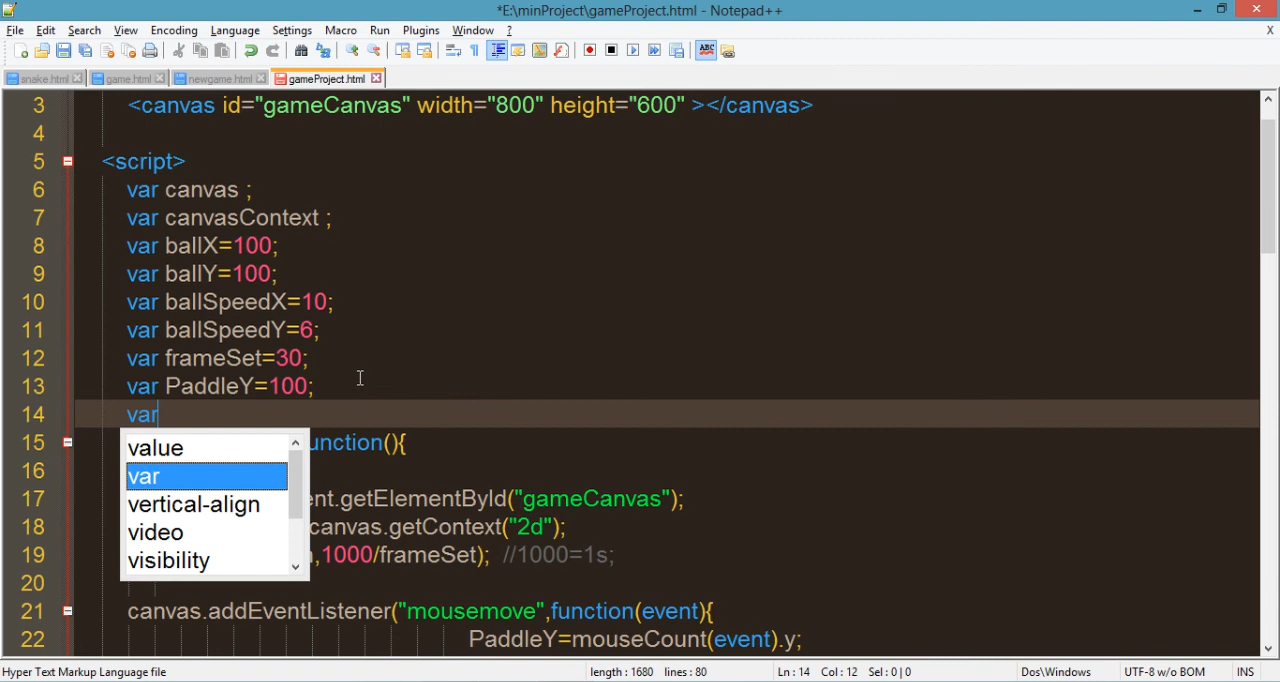 *E:\minProject\gameProject.html - Notepad++
File Edit Search View Encoding Language Settings Macro Run Plugins Window ? X
snake.html game.html newgame.html gameProject.html
3 <canvas id="gameCanvas" width="800" height="600" ></canvas>
4
5 <script>
6 var canvas ;
7 var canvasContext ;
8 var ballX=100;
9 var ballY=100;
10 var ballSpeedX=10;
11 var ballSpeedY=6;
12 var frameSet=30;
13 var PaddleY=100;
14 var
value
var
vertical-align
video
visibility
15 unction(){
16
17 nt.getElementById("gameCanvas");
18 canvas.getContext("2d");
19 ,1000/frameSet); //1000=1s;
20
21 canvas.addEventListener("mousemove",function(event){
22 PaddleY=mouseCount(event).y;
Hyper Text Markup Language file length : 1680 lines : 80 Ln : 14 Col : 12 Sel : 0 | 0 Dos\Windows UTF-8 w/o BOM INS